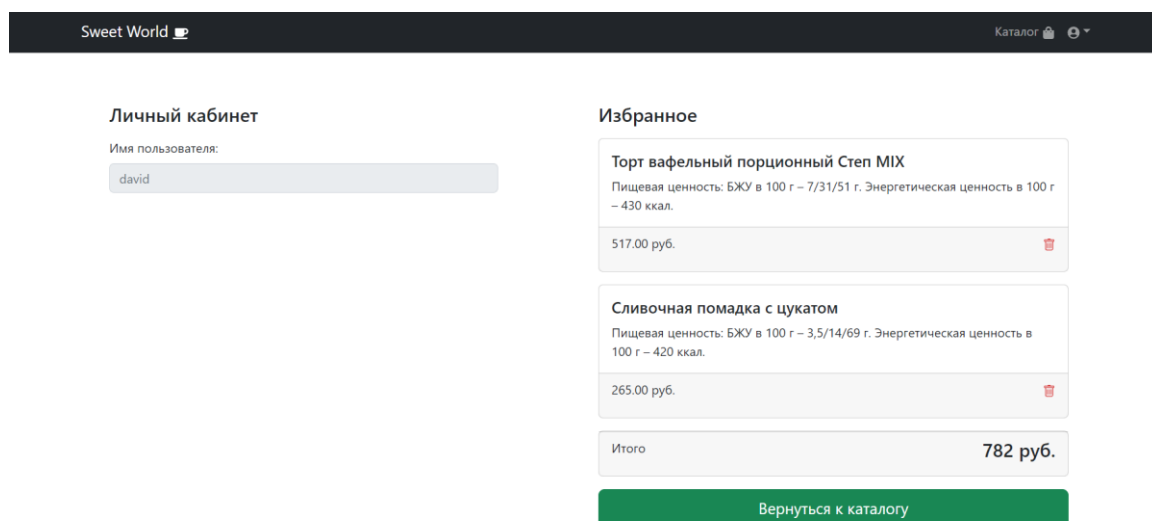 Sweet World
Каталог
Личный кабинет
Имя пользователя:
david
Избранное
Торт вафельный порционный Степ MIX
Пищевая ценность: БЖУ в 100 г – 7/31/51 г. Энергетическая ценность в 100 г
– 430 ккал.
517.00 руб.
Сливочная помадка с цукатом
Пищевая ценность: БЖУ в 100 г – 3,5/14/69 г. Энергетическая ценность в
100 г – 420 ккал.
265.00 руб.
Итого
782 руб.
Вернуться к каталогу